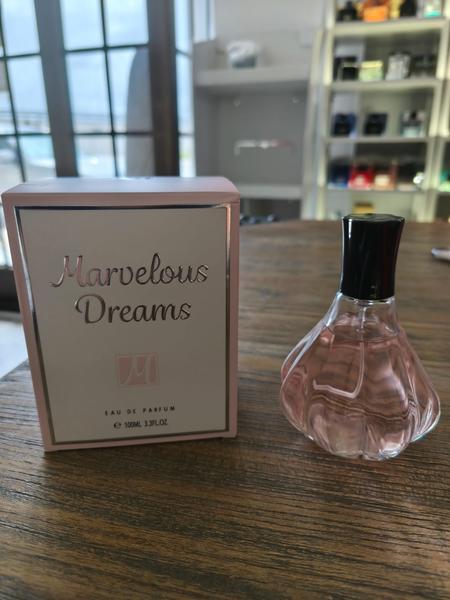 Marvelous
Dreams
M
EAU DE PARFUM
℮ 100ML 3.3FL.OZ.